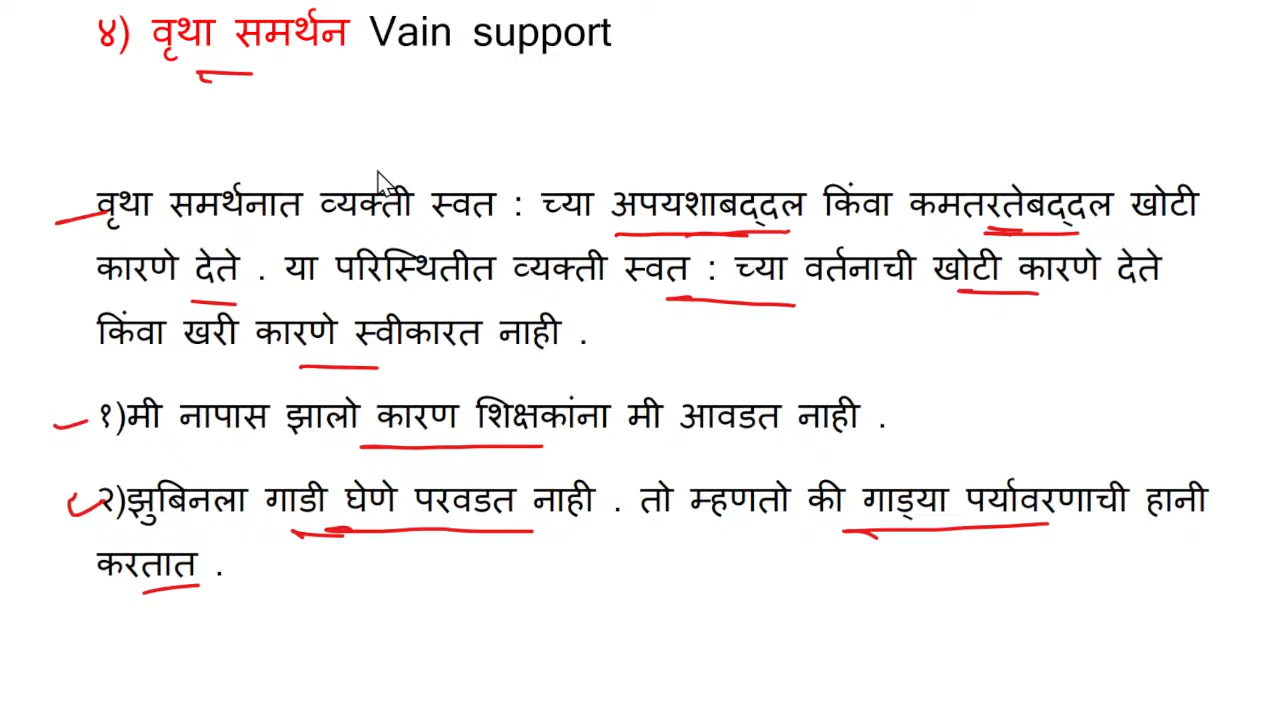 ४) वृथा समर्थन Vain support
वृथा समर्थनात व्यक्ती स्वत : च्या अपयशाबद्दल किंवा कमतरतेबद्दल खोटी
कारणे देते . या परिस्थितीत व्यक्ती स्वत : च्या वर्तनाची खोटी कारणे देते
किंवा खरी कारणे स्वीकारत नाही .
१)मी नापास झालो कारण शिक्षकांना मी आवडत नाही .
२)झुबिनला गाडी घेणे परवडत नाही . तो म्हणतो की गाड्या पर्यावरणाची हानी
करतात .